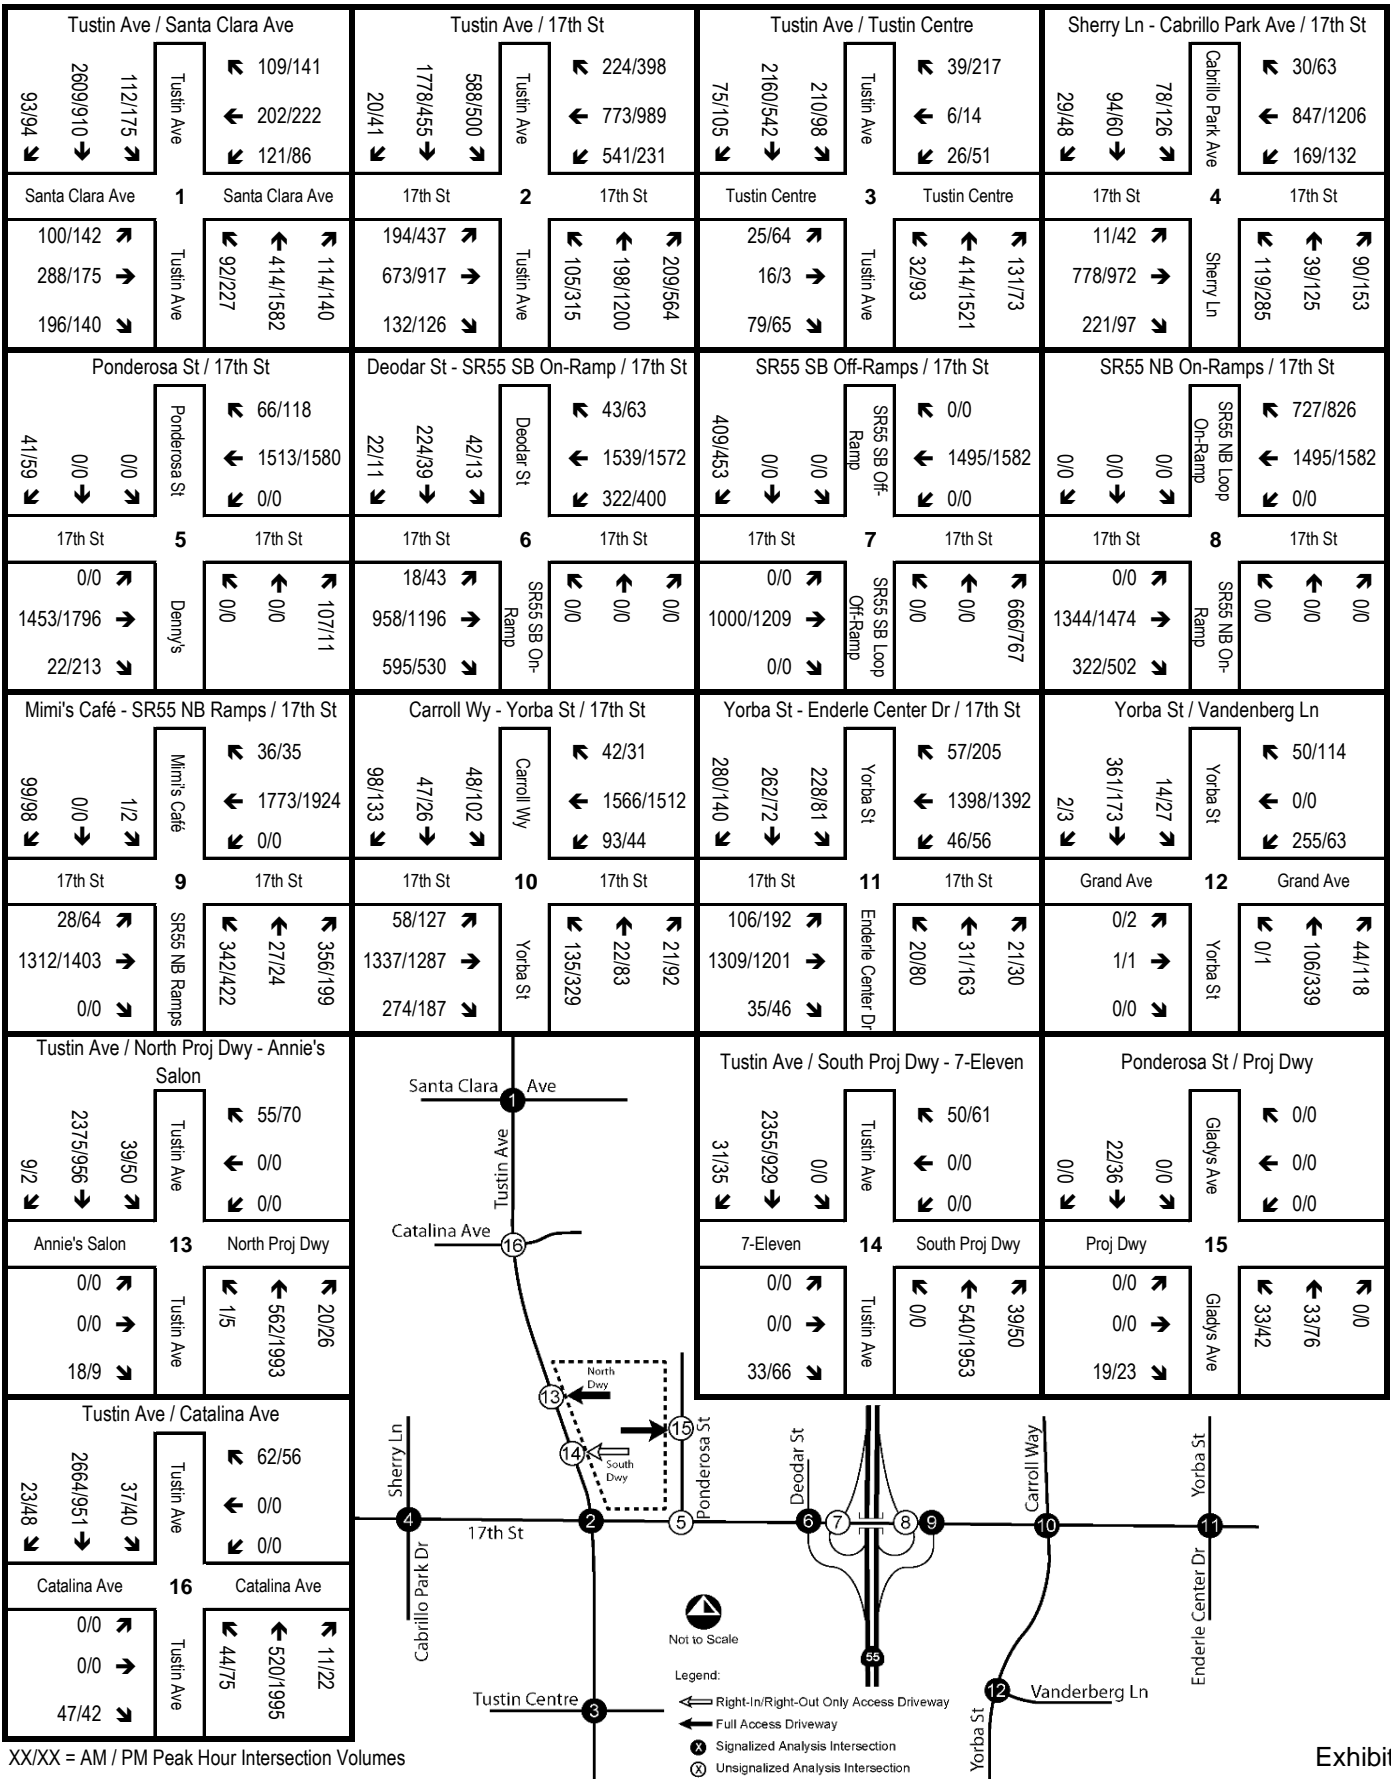 Tustin Ave / Santa Clara Ave
93/94
2609/910
112/175
Tustin Ave
109/141
202/222
121/86
Santa Clara Ave
1
Santa Clara Ave
100/142
288/175
196/140
Tustin Ave
92/227
414/1582
114/140
Tustin Ave / 17th St
20/41
1778/455
588/500
Tustin Ave
224/398
773/989
541/231
17th St
2
17th St
194/437
673/917
132/126
Tustin Ave
105/315
198/1200
209/564
Tustin Ave / Tustin Centre
75/105
2160/542
210/98
Tustin Ave
39/217
6/14
26/51
Tustin Centre
3
Tustin Centre
25/64
16/3
79/65
Tustin Ave
32/93
414/1521
131/73
Sherry Ln - Cabrillo Park Ave / 17th St
29/48
94/60
78/126
Cabrillo Park Ave
30/63
847/1206
169/132
17th St
4
17th St
11/42
778/972
221/97
Sherry Ln
119/285
39/125
90/153
Ponderosa St / 17th St
41/59
0/0
0/0
Ponderosa St
66/118
1513/1580
0/0
17th St
5
17th St
0/0
1453/1796
22/213
Denny's
0/0
0/0
107/11
Deodar St - SR55 SB On-Ramp / 17th St
22/11
224/39
42/13
Deodar St
43/63
1539/1572
322/400
17th St
6
17th St
18/43
958/1196
595/530
SR55 SB On-
Ramp
0/0
0/0
0/0
SR55 SB Off-Ramps / 17th St
409/453
0/0
0/0
SR55 SB Off-
Ramp
0/0
1495/1582
0/0
17th St
7
17th St
0/0
1000/1209
0/0
SR55 SB Loop
Off-Ramp
0/0
0/0
666/767
SR55 NB On-Ramps / 17th St
0/0
0/0
0/0
SR55 NB Loop
On-Ramp
727/826
1495/1582
0/0
17th St
8
17th St
0/0
1344/1474
322/502
SR55 NB On-
Ramp
0/0
0/0
0/0
Mimi's Café - SR55 NB Ramps / 17th St
99/98
0/0
1/2
Mimi's Café
36/35
1773/1924
0/0
17th St
9
17th St
28/64
1312/1403
0/0
SR55 NB Ramps
342/422
27/24
356/199
Carroll Wy - Yorba St / 17th St
98/133
47/26
48/102
Carroll Wy
42/31
1566/1512
93/44
17th St
10
17th St
58/127
1337/1287
274/187
Yorba St
135/329
22/83
21/92
Yorba St - Enderle Center Dr / 17th St
280/140
262/72
228/81
Yorba St
57/205
1398/1392
46/56
17th St
11
17th St
106/192
1309/1201
35/46
Enderle Center Dr
20/80
31/163
21/30
Yorba St / Vandenberg Ln
2/3
361/173
14/27
Yorba St
50/114
0/0
255/63
Grand Ave
12
Grand Ave
0/2
1/1
0/0
Yorba St
0/1
106/339
44/118
Tustin Ave / North Proj Dwy - Annie's
Salon
9/2
2375/956
39/50
Tustin Ave
55/70
0/0
0/0
Annie's Salon
13
North Proj Dwy
0/0
0/0
18/9
Tustin Ave
1/5
562/1993
20/26
Tustin Ave / South Proj Dwy - 7-Eleven
31/35
2355/929
0/0
Tustin Ave
50/61
0/0
0/0
7-Eleven
14
South Proj Dwy
0/0
0/0
33/66
Tustin Ave
0/0
540/1953
39/50
Ponderosa St / Proj Dwy
0/0
22/36
0/0
Gladys Ave
0/0
0/0
0/0
Proj Dwy
15
0/0
0/0
19/23
Gladys Ave
33/42
33/76
0/0
Tustin Ave / Catalina Ave
23/48
2664/951
37/40
Tustin Ave
62/56
0/0
0/0
Catalina Ave
16
Catalina Ave
0/0
0/0
47/42
Tustin Ave
44/75
520/1995
11/22
Santa Clara Ave
1
Tustin Ave
Catalina Ave
16
North
Dwy
13
15
14
South
Dwy
Ponderosa St
Sherry Ln
4
17th St
2
5
Deodar St
6
7
8
9
Carroll Way
10
Yorba St
11
Cabrillo Park Dr
Enderle Center Dr
Not to Scale
55
Tustin Centre
3
12
Vanderberg Ln
Yorba St
Legend:
Right-In/Right-Out Only Access Driveway
Full Access Driveway
X Signalized Analysis Intersection
X Unsignalized Analysis Intersection
XX/XX = AM / PM Peak Hour Intersection Volumes
Exhibit